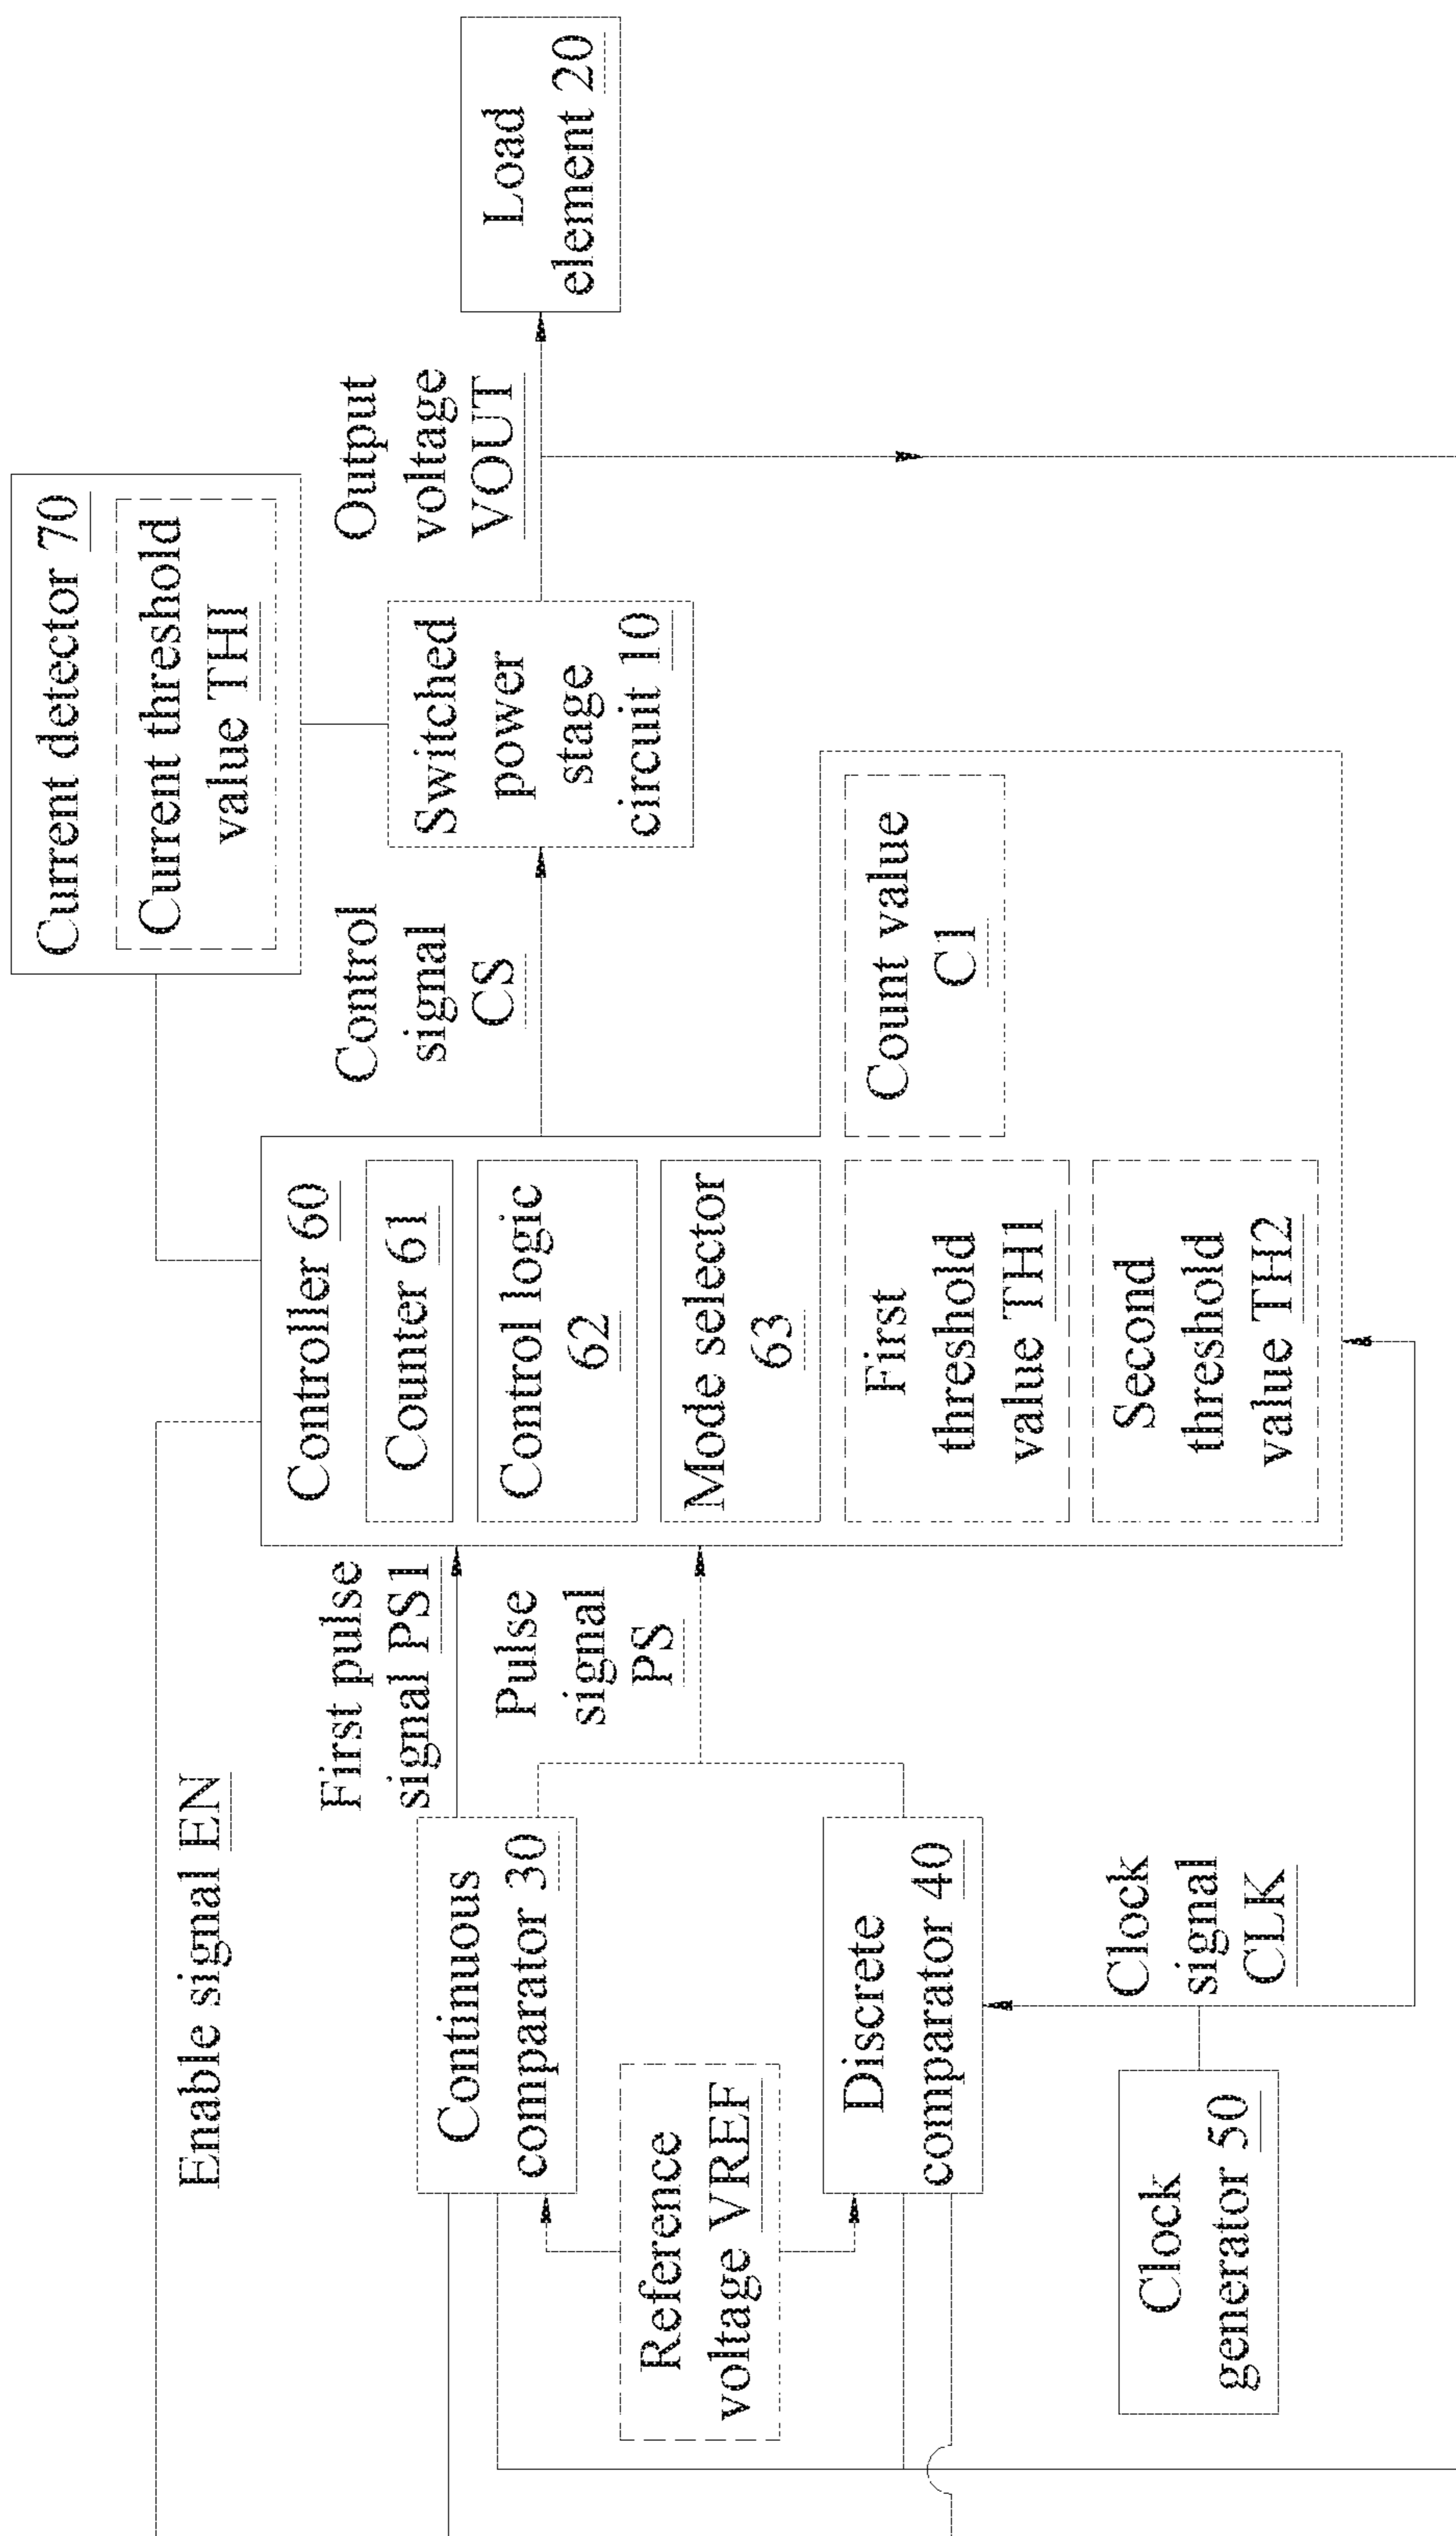 Enable signal EN
Current detector 70
Current threshold
value THI
Continuous
comparator 30
Reference
voltage VREF
Discrete
comparator 40
Clock
generator 50
Clock
signal
CLK
First pulse
signal PS1
Pulse
signal
PS
Controller 60
Counter 61
Control logic
62
Mode selector
63
First
threshold
value TH1
Second
threshold
value TH2
Count value
C1
Control
signal
CS
Switched
power
stage
circuit 10
Output
voltage
VOUT
Load
element 20